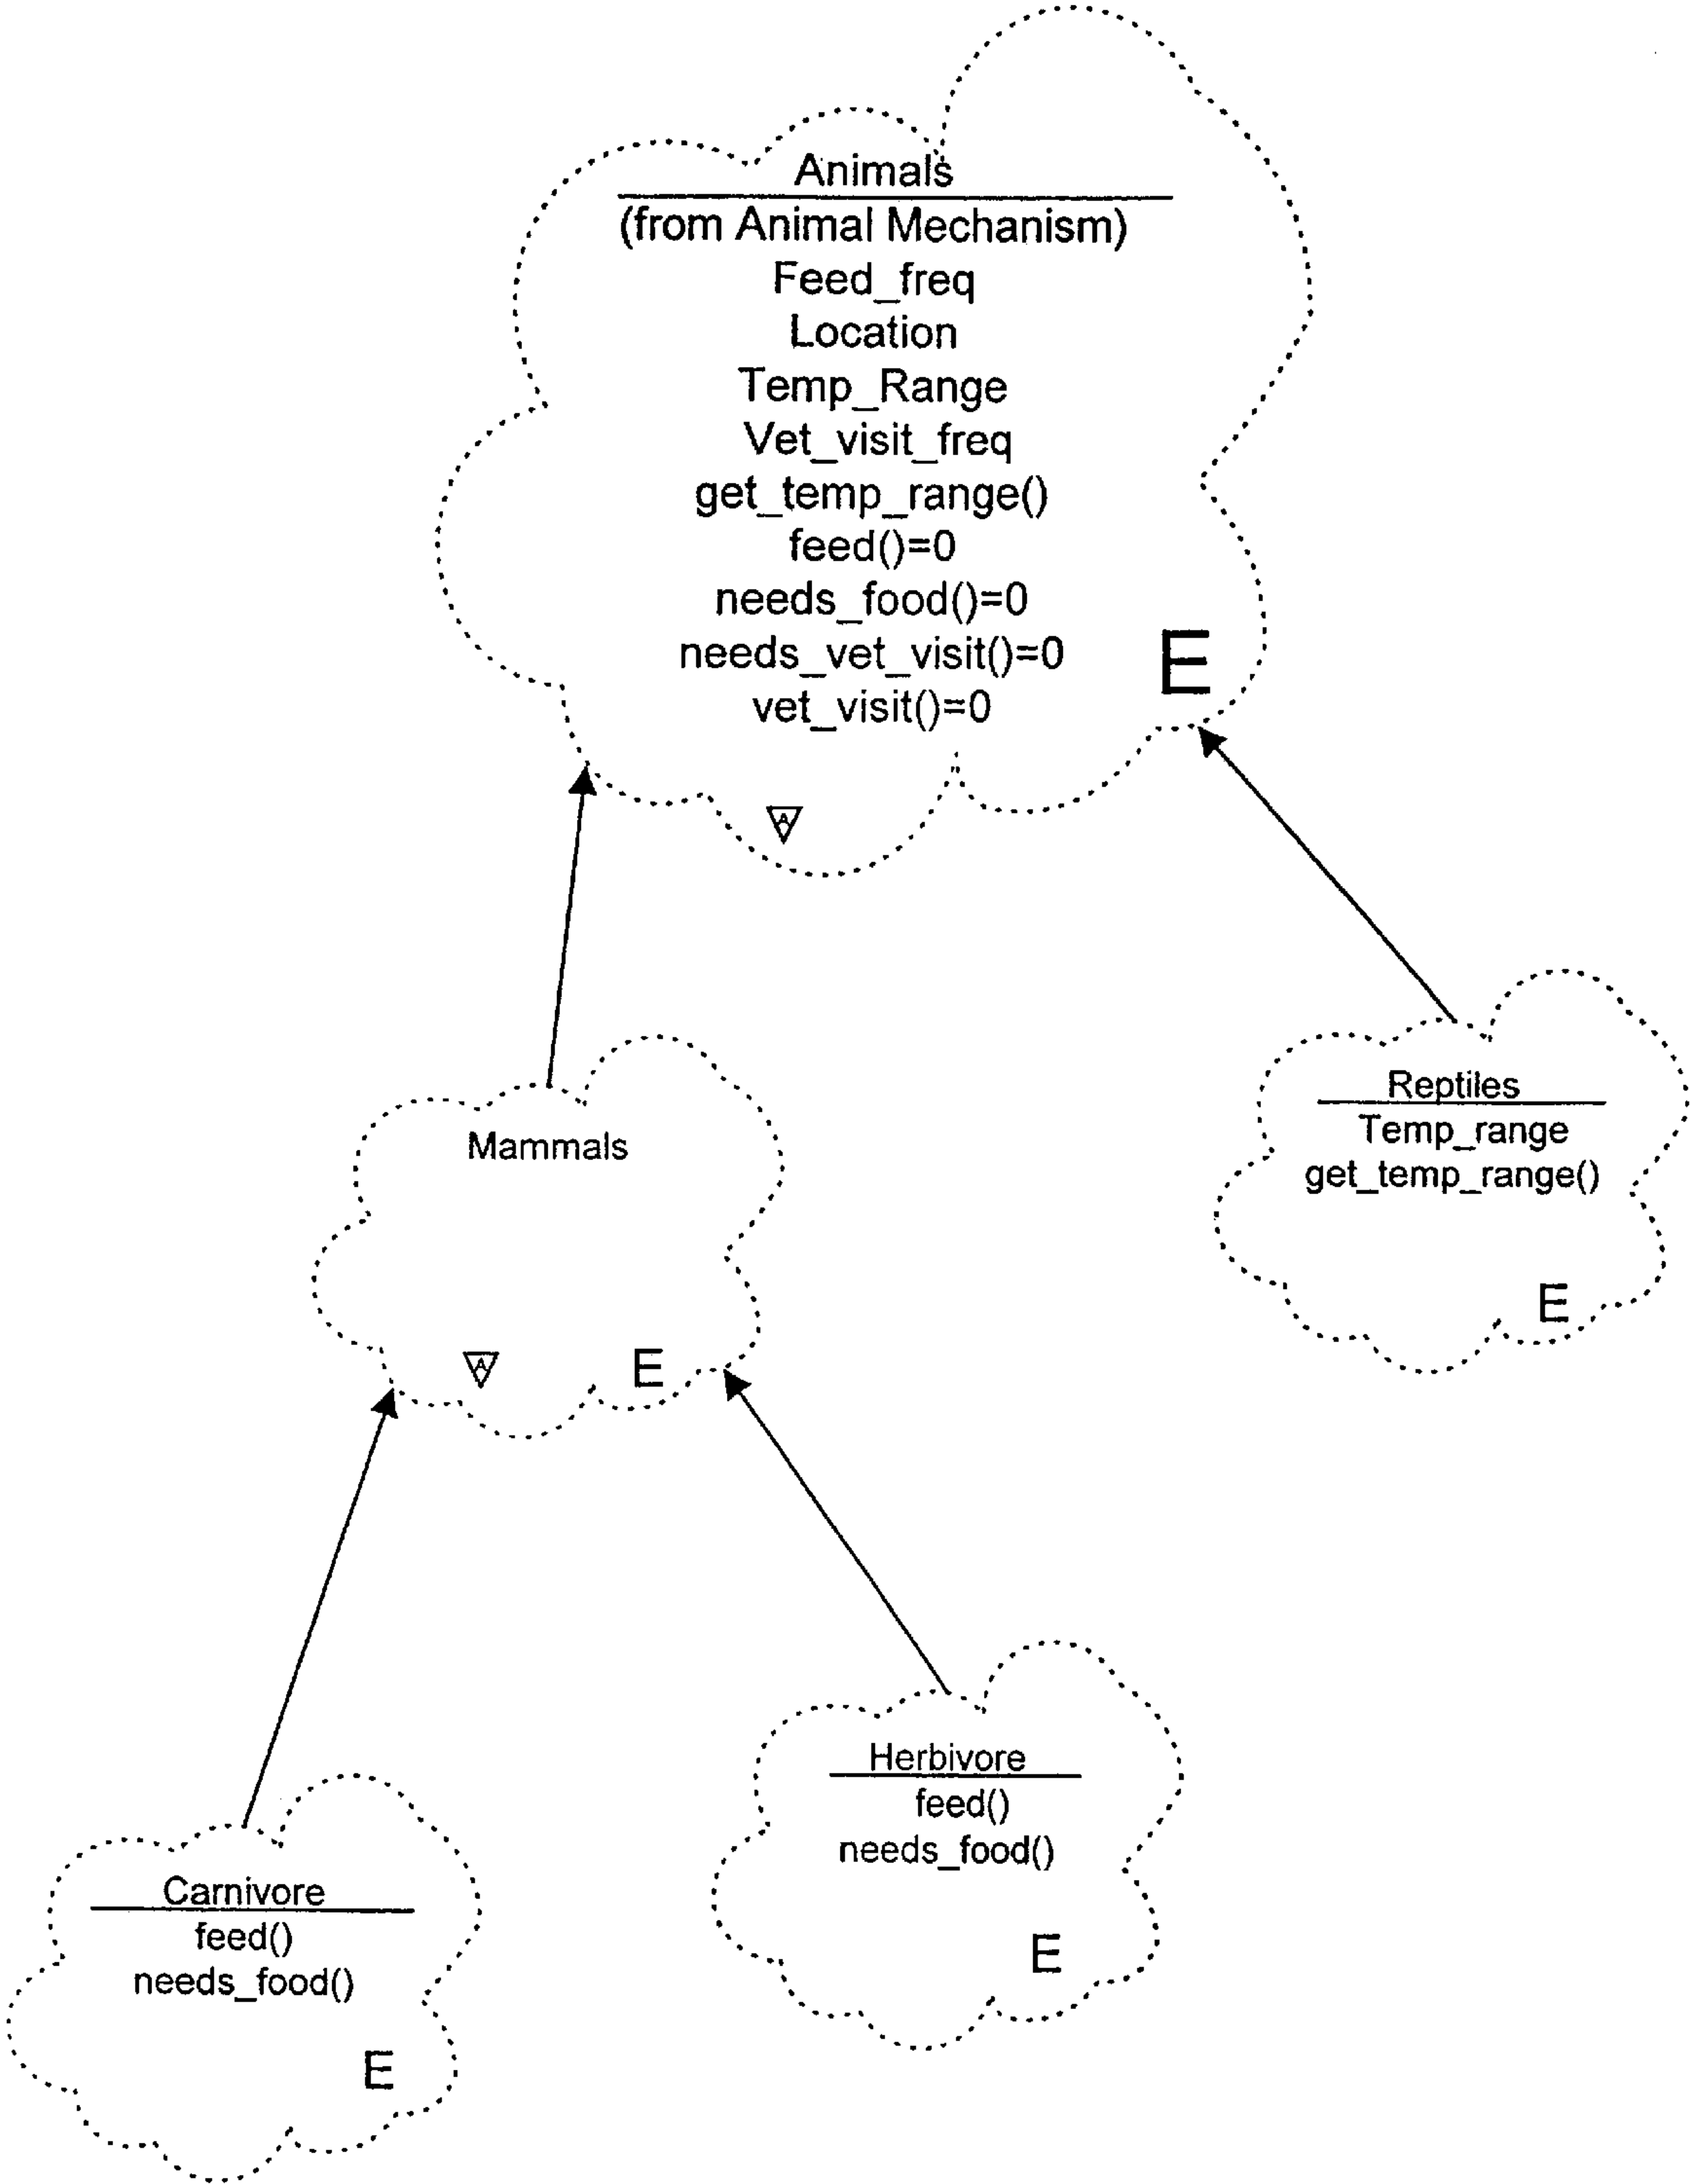 Animals
(from Animal Mechanism)
Feed_freq
Location
Temp_Range
Vet_visit_freq
get_temp_range()
feed()=0
needs_food()=0
needs_vet_visit()=0
vet_visit()=0
E
A
Mammals
A
E
Reptiles
Temp_range
get_temp_range()
E
Herbivore
feed()
needs_food()
E
Carnivore
feed()
needs_food()
E